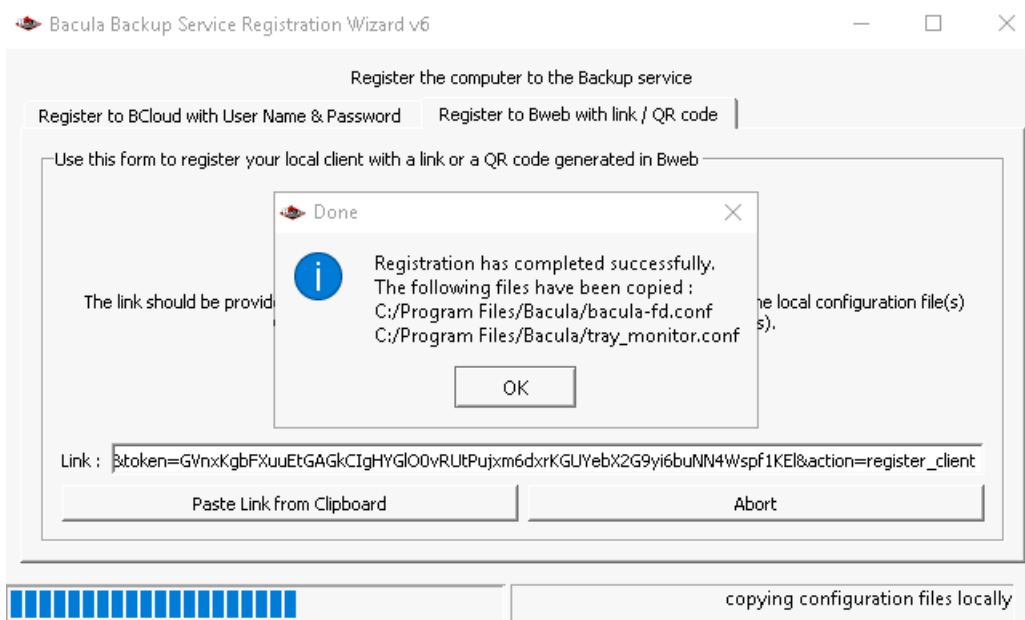 Bacula Backup Service Registration Wizard v6
Register the computer to the Backup service
Register to BCloud with User Name & Password
Register to Bweb with link / QR code
Use this form to register your local client with a link or a QR code generated in Bweb
Done
Registration has completed successfully.
The following files have been copied :
C:/Program Files/Bacula/bacula-fd.conf
C:/Program Files/Bacula/tray_monitor.conf
OK
The link should be local configuration file(s)
Link : &token=GVnxKgbFXuuEtGAGkCIgHYGlO0vRUtPujxm6dxrKGUYebX2G9yi6buNN4Wspf1KEl&action=register_client
Paste Link from Clipboard
Abort
copying configuration files locally